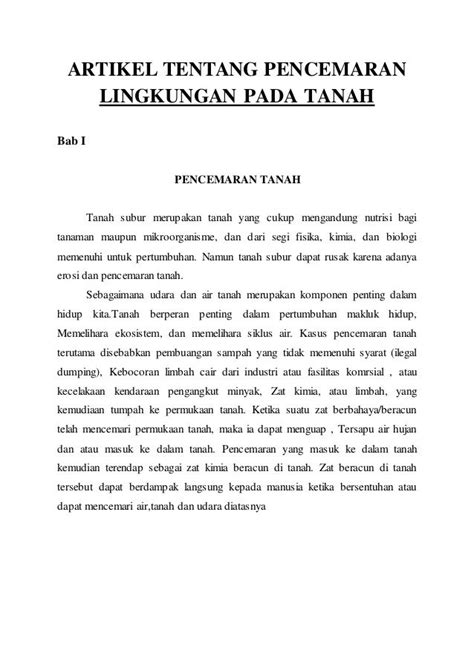 ARTIKEL TENTANG PENCEMARAN
LINGKUNGAN PADA TANAH
Bab I
PENCEMARAN TANAH
Tanah subur merupakan tanah yang cukup mengandung nutrisi bagi
tanaman maupun mikroorganisme, dan dari segi fisika, kimia, dan biologi
memenuhi untuk pertumbuhan. Namun tanah subur dapat rusak karena adanya
erosi dan pencemaran tanah.
Sebagaimana udara dan air tanah merupakan komponen penting dalam
hidup kita.Tanah berperan penting dalam pertumbuhan makluk hidup,
Memelihara ekosistem, dan memelihara siklus air. Kasus pencemaran tanah
terutama disebabkan pembuangan sampah yang tidak memenuhi syarat (ilegal
dumping), Kebocoran limbah cair dari industri atau fasilitas komrsial , atau
kecelakaan kendaraan pengangkut minyak, Zat kimia, atau limbah, yang
kemudiaan tumpah ke permukaan tanah. Ketika suatu zat berbahaya/beracun
telah mencemari permukaan tanah, maka ia dapat menguap , Tersapu air hujan
dan atau masuk ke dalam tanah. Pencemaran yang masuk ke dalam tanah
kemudian terendap sebagai zat kimia beracun di tanah. Zat beracun di tanah
tersebut dapat berdampak langsung kepada manusia ketika bersentuhan atau
dapat mencemari air,tanah dan udara diatasnya